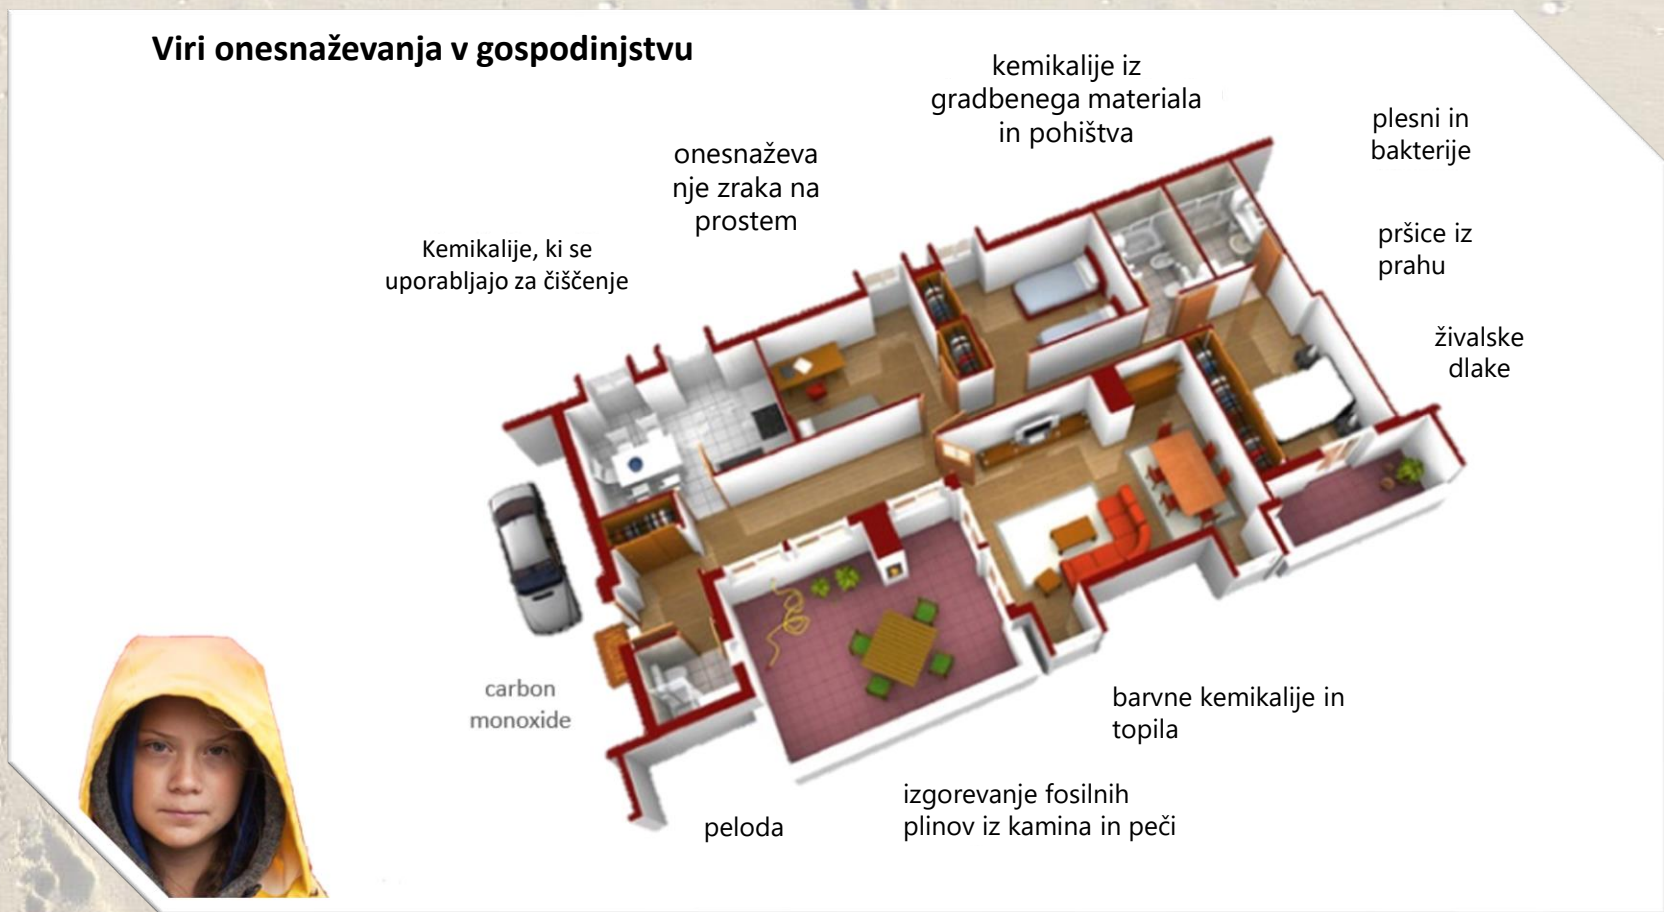 Viri onesnaževanja v gospodinjstvu
kemikalije iz
gradbenega materiala
in pohištva
plesni in
bakterije
onesnaževa
nje zraka na
prostem
pršice iz
prahu
Kemikalije, ki se
uporabljajo za čiščenje
živalske
dlake
carbon
monoxide
barvne kemikalije in
topila
izgorevanje fosilnih
plinov iz kamina in peči
peloda